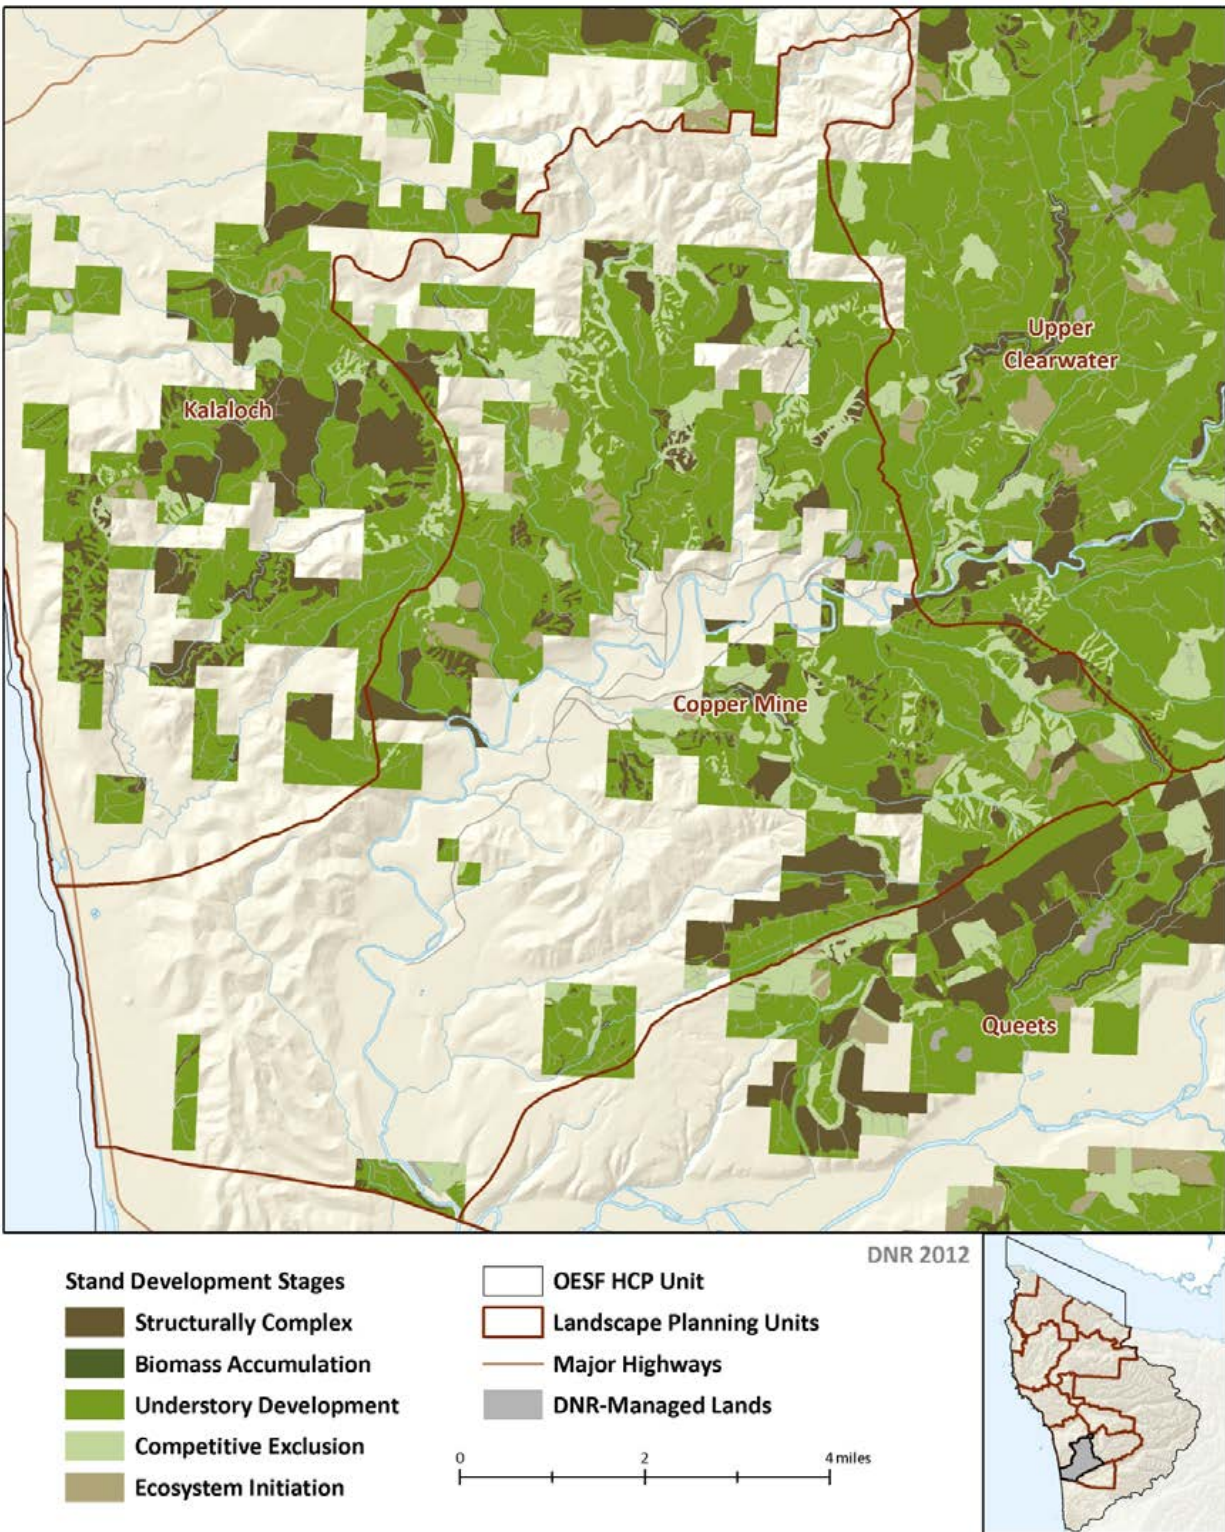 Upper
Clearwater
Kalaloch
Copper Mine
Queets
DNR 2012
Stand Development Stages
Structurally Complex
Biomass Accumulation
Understory Development
Competitive Exclusion
Ecosystem Initiation
OESF HCP Unit
Landscape Planning Units
Major Highways
DNR-Managed Lands
0 2 4 miles